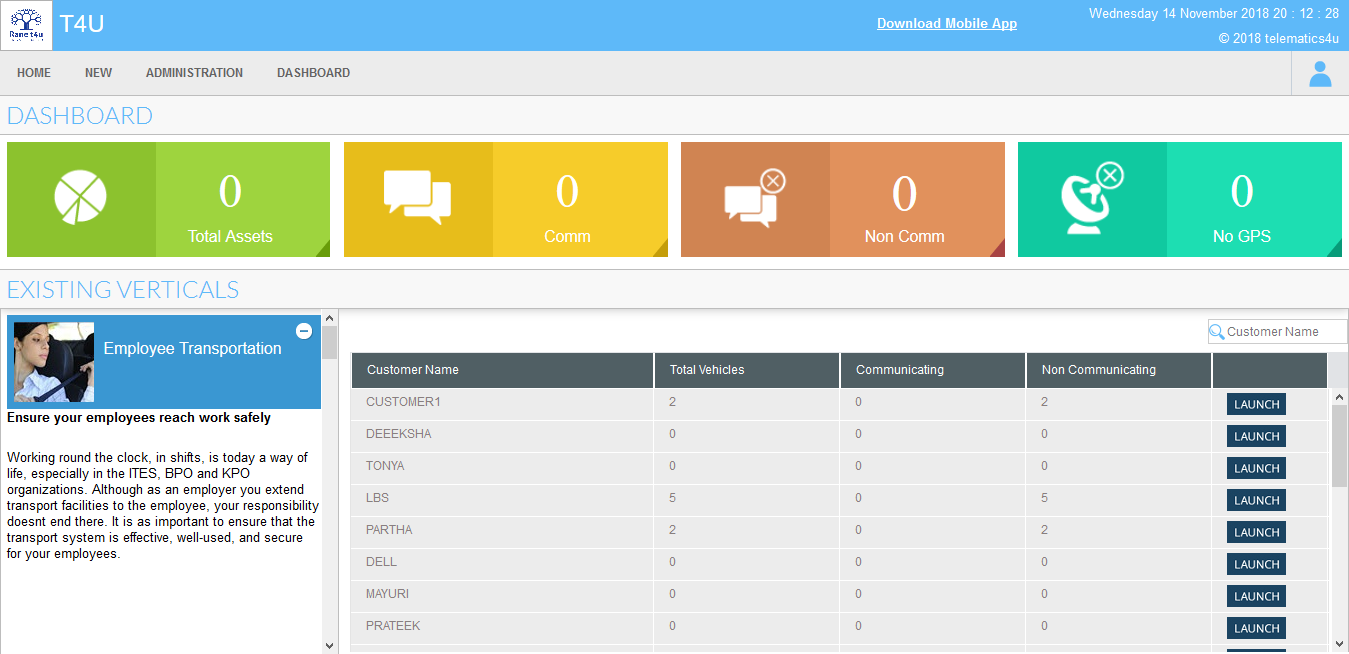 Rane t4u
T4U
Download Mobile App
Wednesday 14 November 2018 20 : 12 : 28
© 2018 telematics4u
HOME NEW ADMINISTRATION DASHBOARD
DASHBOARD
0
Total Assets
0
Comm
0
Non Comm
0
No GPS
EXISTING VERTICALS
Employee Transportation
Ensure your employees reach work safely
Working round the clock, in shifts, is today a way of
life, especially in the ITES, BPO and KPO
organizations. Although as an employer you extend
transport facilities to the employee, your responsibility
doesnt end there. It is as important to ensure that the
transport system is effective, well-used, and secure
for your employees.
Customer Name
Customer Name Total Vehicles Communicating Non Communicating
CUSTOMER1 2 0 2 LAUNCH
DEEEKSHA 0 0 0 LAUNCH
TONYA 0 0 0 LAUNCH
LBS 5 0 5 LAUNCH
PARTHA 2 0 2 LAUNCH
DELL 0 0 0 LAUNCH
MAYURI 0 0 0 LAUNCH
PRATEEK 0 0 0 LAUNCH